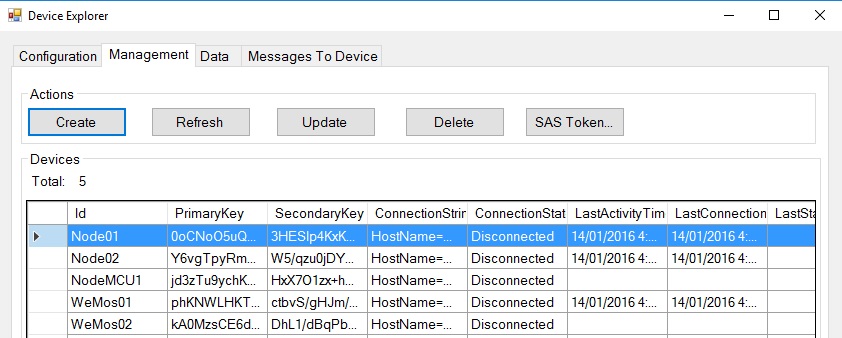 Device Explorer
Configuration Management Data Messages To Device
Actions
Create Refresh Update Delete SAS Token...
Devices
Total: 5
Id PrimaryKey SecondaryKey ConnectionStrin ConnectionStat LastActivityTim LastConnection LastSta
Node01 0oCNoO5uQ... 3HESIp4KxK... HostName=... Disconnected 14/01/2016 4:... 14/01/2016 4:...
Node02 Y6vgTpyRm... W5/qzu0jDY... HostName=... Disconnected 14/01/2016 4:... 14/01/2016 4:...
NodeMCU1 jd3zTu9ychK... HxX7O1zx+h... HostName=... Disconnected
WeMos01 phKNWLHKT... ctbvS/gHJm/... HostName=... Disconnected 14/01/2016 4:... 14/01/2016 4:...
WeMos02 kA0MzsCE6d... DhL1/dBqPb... HostName=... Disconnected